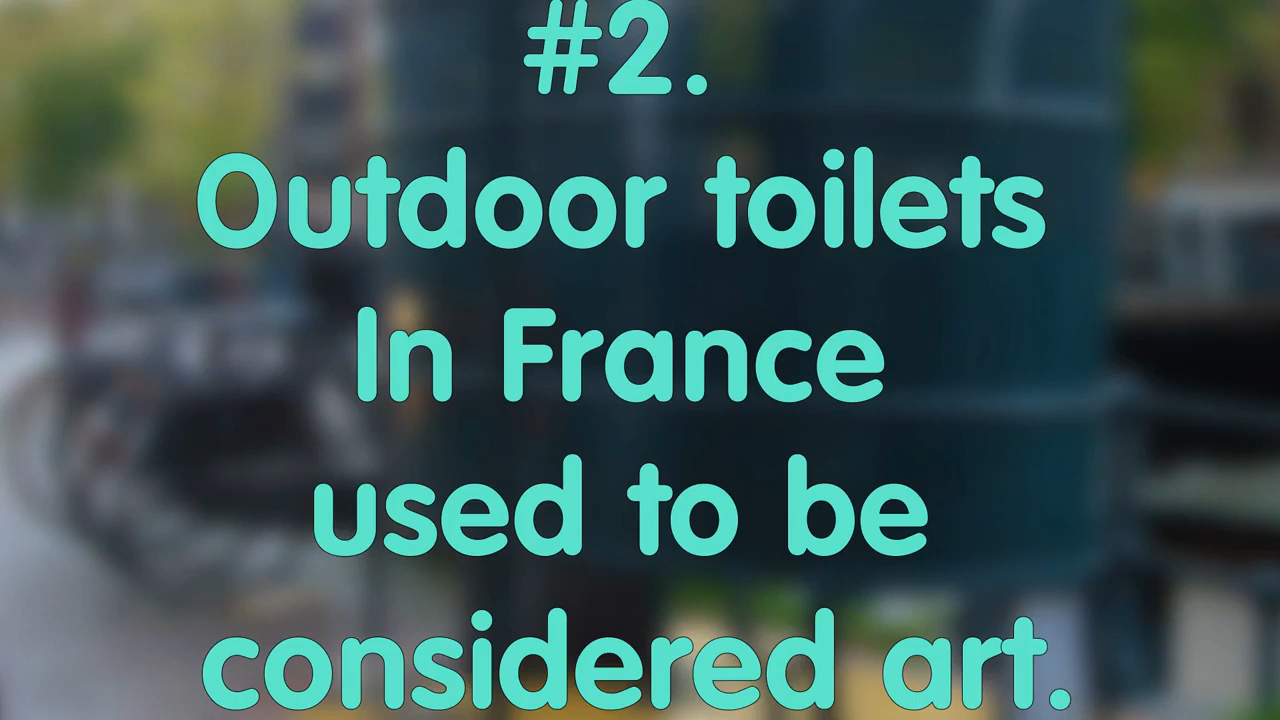 #2.
Outdoor toilets
In France
used to be
considered art.